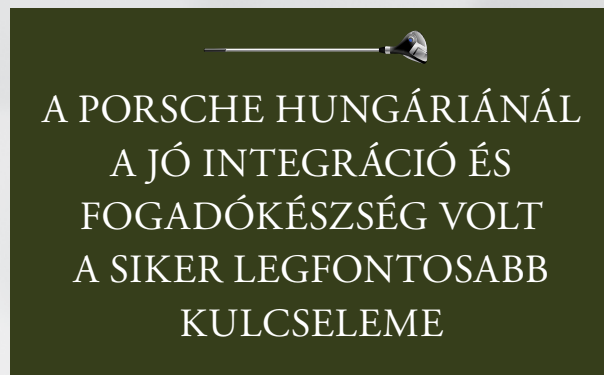 A PORSCHE HUNGÁRIÁNÁL
A JÓ INTEGRÁCIÓ ÉS
FOGADÓKÉSZSÉG VOLT
A SIKER LEGFONTOSABB
KULCSELEME